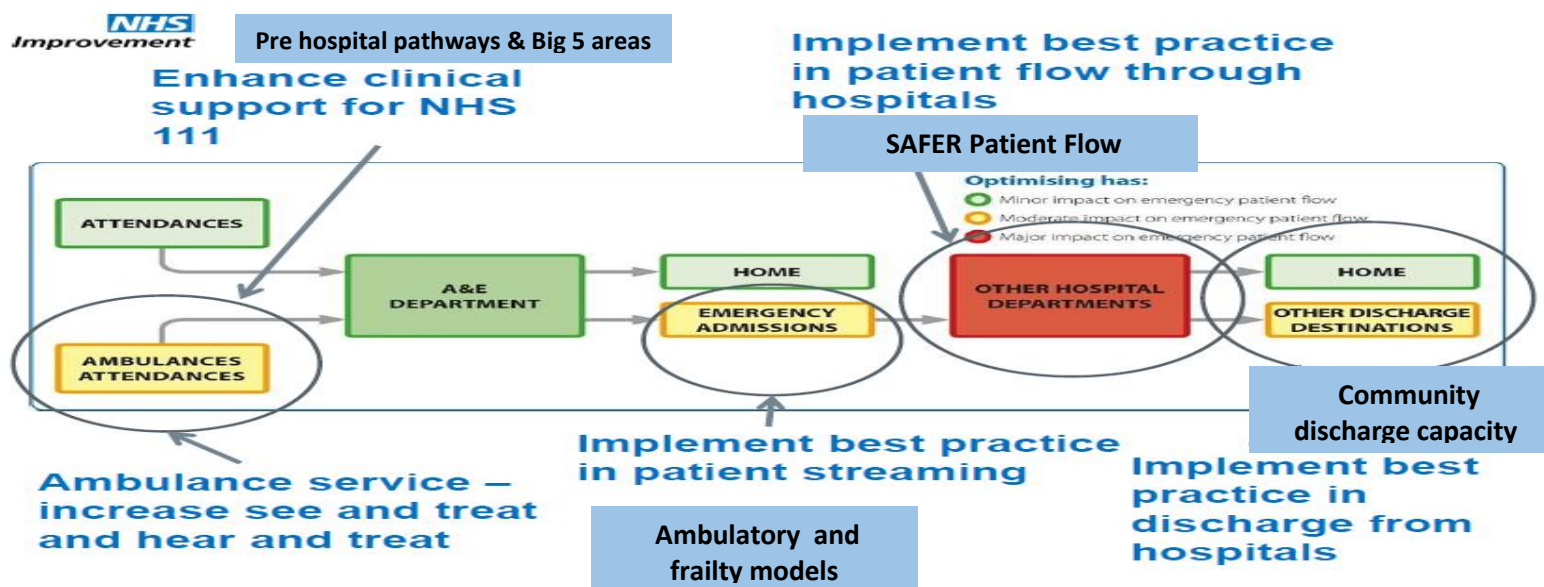 NHS
Improvement
Pre hospital pathways & Big 5 areas
Enhance clinical
support for NHS
111
Implement best practice
in patient flow through
hospitals
SAFER Patient Flow
Optimising has:
Minor impact on emergency patient flow
Moderate impact on emergency patient flow
Major impact on emergency patient flow
ATTENDANCES
AMBULANCES
ATTENDANCES
A&E
DEPARTMENT
HOME
EMERGENCY
ADMISSIONS
OTHER HOSPITAL
DEPARTMENTS
HOME
OTHER DISCHARGE
DESTINATIONS
Community
discharge capacity
Ambulance service –
increase see and treat
and hear and treat
Implement best practice
in patient streaming
Ambulatory and
frailty models
Implement best
practice in
discharge from
hospitals